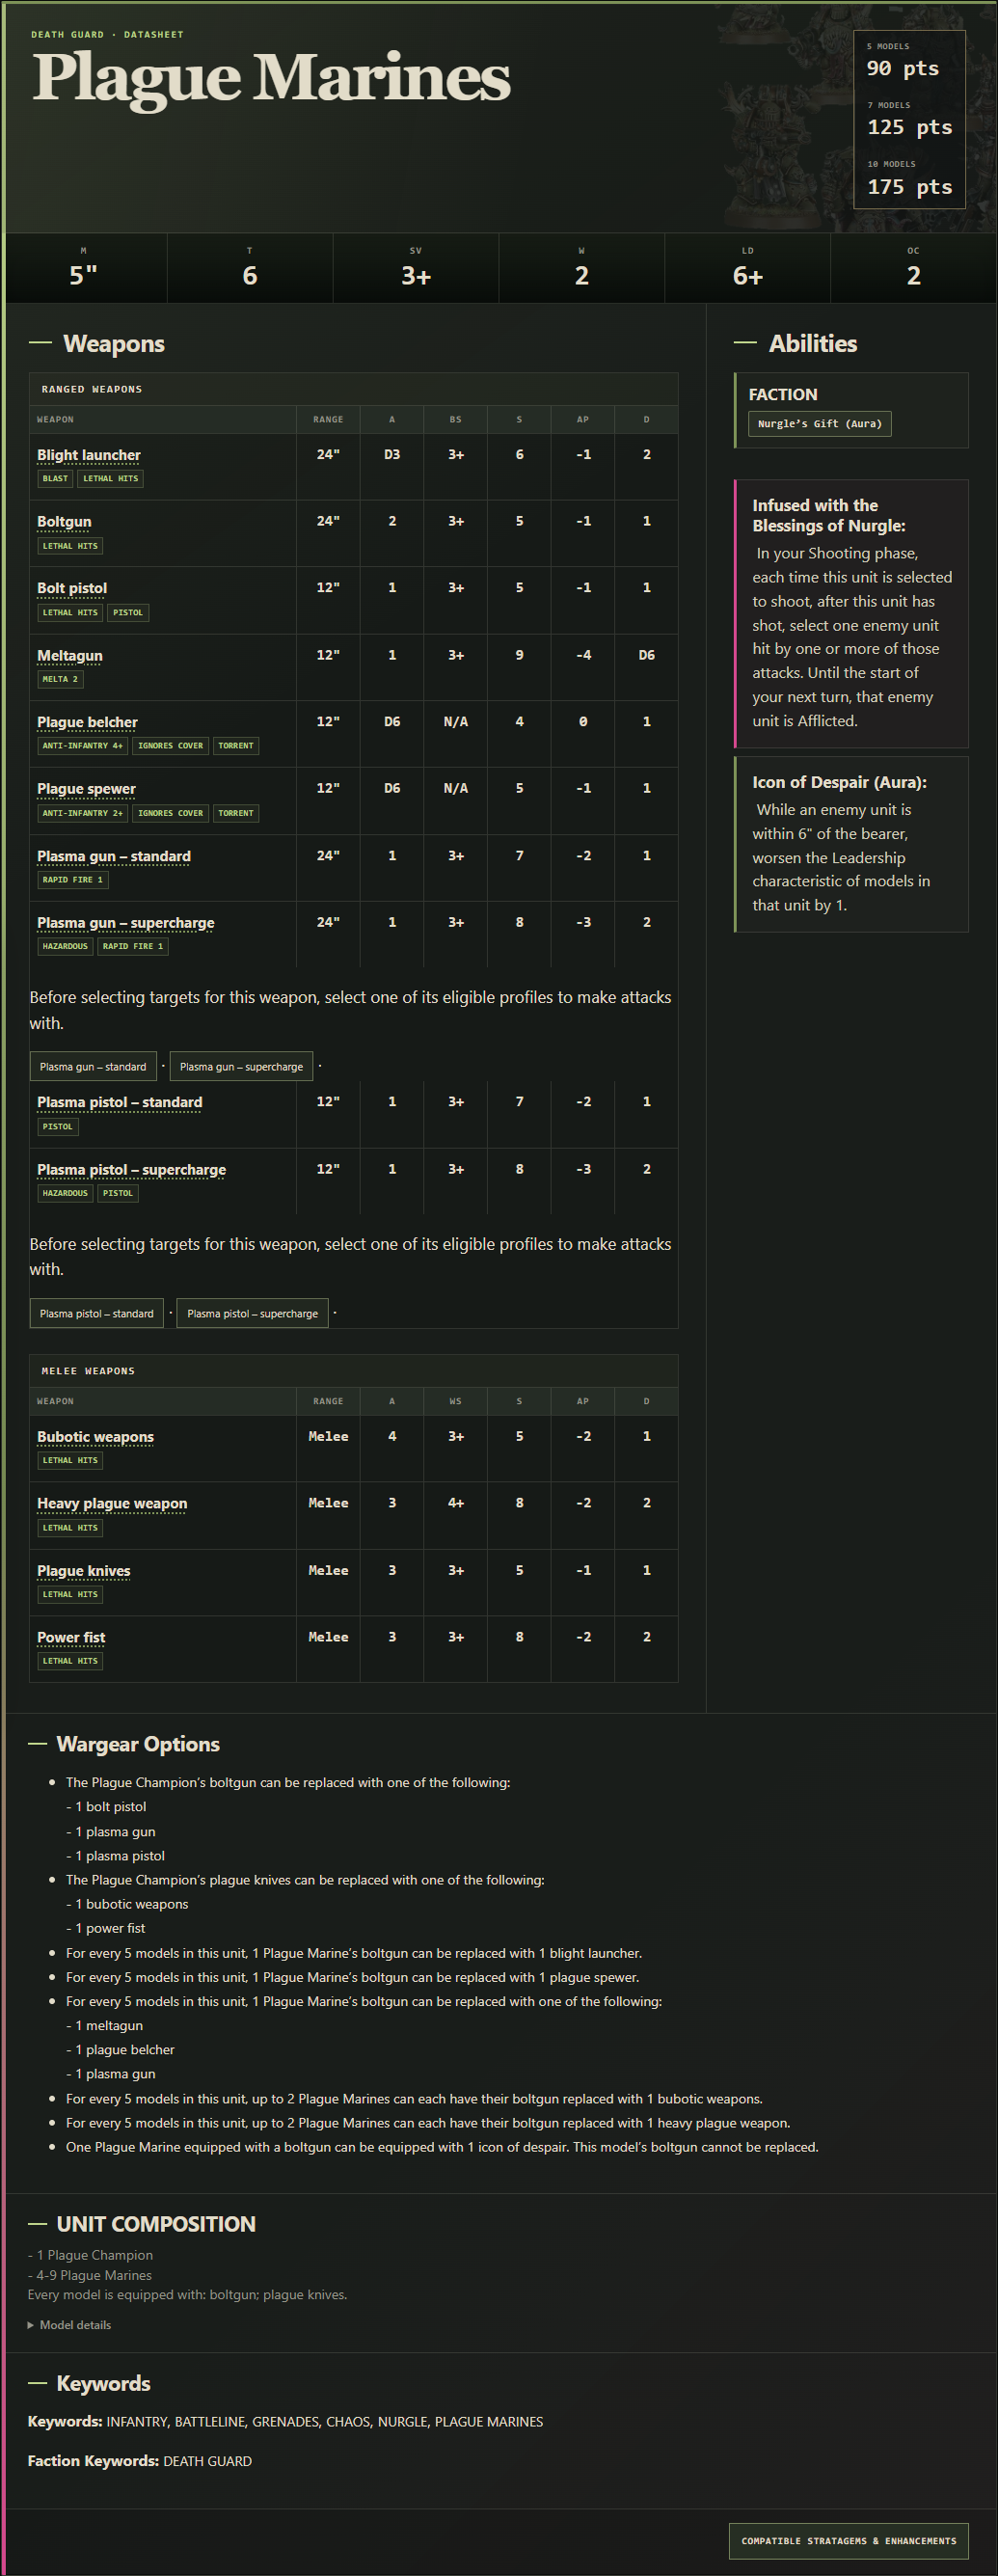 DEATH GUARD · DATASHEET
Plague Marines
5 MODELS
90 pts
7 MODELS
125 pts
10 MODELS
175 pts
M
5"
T
6
SV
3+
W
2
LD
6+
OC
2
Weapons
RANGED WEAPONS
WEAPON RANGE A BS S AP D
Blight launcher 24" D3 3+ 6 -1 2
BLAST LETHAL HITS
Boltgun 24" 2 3+ 5 -1 1
LETHAL HITS
Bolt pistol 12" 1 3+ 5 -1 1
LETHAL HITS PISTOL
Meltagun 12" 1 3+ 9 -4 D6
MELTA 2
Plague belcher 12" D6 N/A 4 0 1
ANTI-INFANTRY 4+ IGNORES COVER TORRENT
Plague spewer 12" D6 N/A 5 -1 1
ANTI-INFANTRY 2+ IGNORES COVER TORRENT
Plasma gun – standard 24" 1 3+ 7 -2 1
RAPID FIRE 1
Plasma gun – supercharge 24" 1 3+ 8 -3 2
HAZARDOUS RAPID FIRE 1
Before selecting targets for this weapon, select one of its eligible profiles to make attacks
with.
Plasma gun – standard · Plasma gun – supercharge ·
Plasma pistol – standard 12" 1 3+ 7 -2 1
PISTOL
Plasma pistol – supercharge 12" 1 3+ 8 -3 2
HAZARDOUS PISTOL
Before selecting targets for this weapon, select one of its eligible profiles to make attacks
with.
Plasma pistol – standard · Plasma pistol – supercharge ·
MELEE WEAPONS
WEAPON RANGE A WS S AP D
Bubotic weapons Melee 4 3+ 5 -2 1
LETHAL HITS
Heavy plague weapon Melee 3 4+ 8 -2 2
LETHAL HITS
Plague knives Melee 3 3+ 5 -1 1
LETHAL HITS
Power fist Melee 3 3+ 8 -2 2
LETHAL HITS
Abilities
FACTION
Nurgle’s Gift (Aura)
Infused with the
Blessings of Nurgle:
In your Shooting phase,
each time this unit is selected
to shoot, after this unit has
shot, select one enemy unit
hit by one or more of those
attacks. Until the start of
your next turn, that enemy
unit is Afflicted.
Icon of Despair (Aura):
While an enemy unit is
within 6" of the bearer,
worsen the Leadership
characteristic of models in
that unit by 1.
Wargear Options
• The Plague Champion’s boltgun can be replaced with one of the following:
- 1 bolt pistol
- 1 plasma gun
- 1 plasma pistol
• The Plague Champion’s plague knives can be replaced with one of the following:
- 1 bubotic weapons
- 1 power fist
• For every 5 models in this unit, 1 Plague Marine’s boltgun can be replaced with 1 blight launcher.
• For every 5 models in this unit, 1 Plague Marine’s boltgun can be replaced with 1 plague spewer.
• For every 5 models in this unit, 1 Plague Marine’s boltgun can be replaced with one of the following:
- 1 meltagun
- 1 plague belcher
- 1 plasma gun
• For every 5 models in this unit, up to 2 Plague Marines can each have their boltgun replaced with 1 bubotic weapons.
• For every 5 models in this unit, up to 2 Plague Marines can each have their boltgun replaced with 1 heavy plague weapon.
• One Plague Marine equipped with a boltgun can be equipped with 1 icon of despair. This model’s boltgun cannot be replaced.
UNIT COMPOSITION
- 1 Plague Champion
- 4-9 Plague Marines
Every model is equipped with: boltgun; plague knives.
▶ Model details
Keywords
Keywords: INFANTRY, BATTLELINE, GRENADES, CHAOS, NURGLE, PLAGUE MARINES
Faction Keywords: DEATH GUARD
COMPATIBLE STRATAGEMS & ENHANCEMENTS